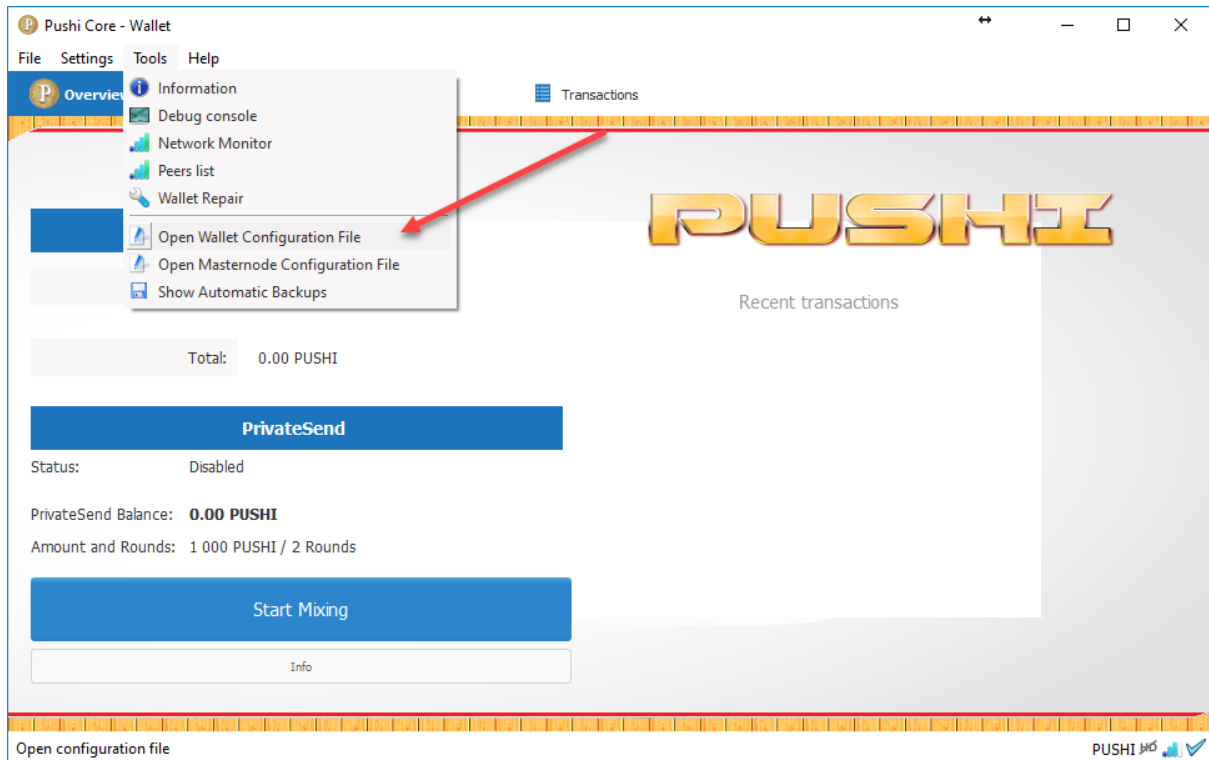 Pushi Core - Wallet
File Settings Tools Help
Overview
Transactions
Information
Debug console
Network Monitor
Peers list
Wallet Repair
Open Wallet Configuration File
Open Masternode Configuration File
Show Automatic Backups
PUSHI
Recent transactions
Total: 0.00 PUSHI
PrivateSend
Status: Disabled
PrivateSend Balance: 0.00 PUSHI
Amount and Rounds: 1 000 PUSHI / 2 Rounds
Start Mixing
Info
Open configuration file
PUSHI HD